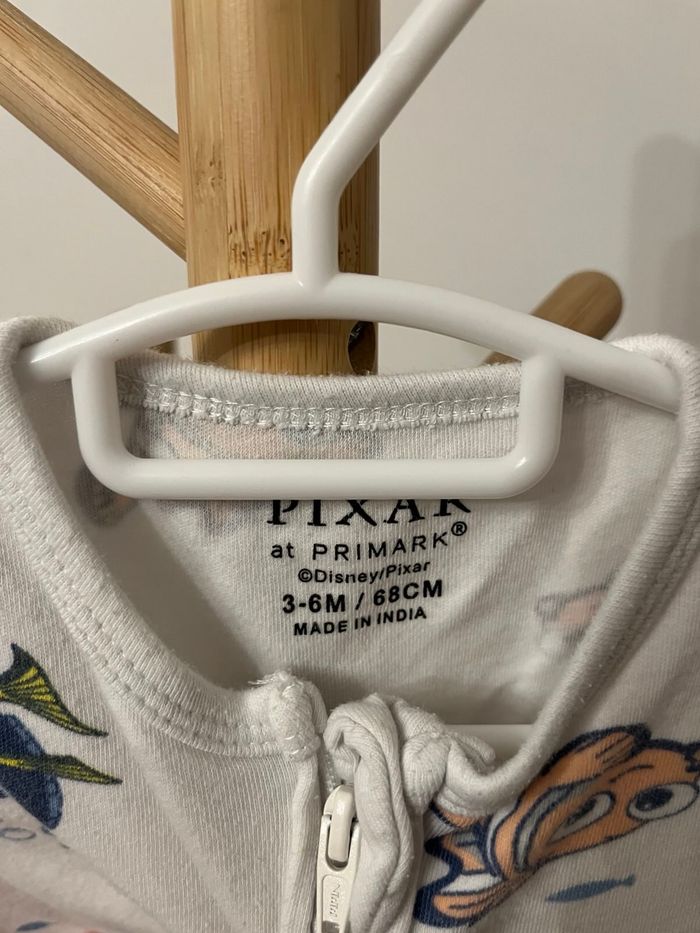 PIXAR
at PRIMARK®
©Disney/Pixar
3-6M / 68CM
MADE IN INDIA